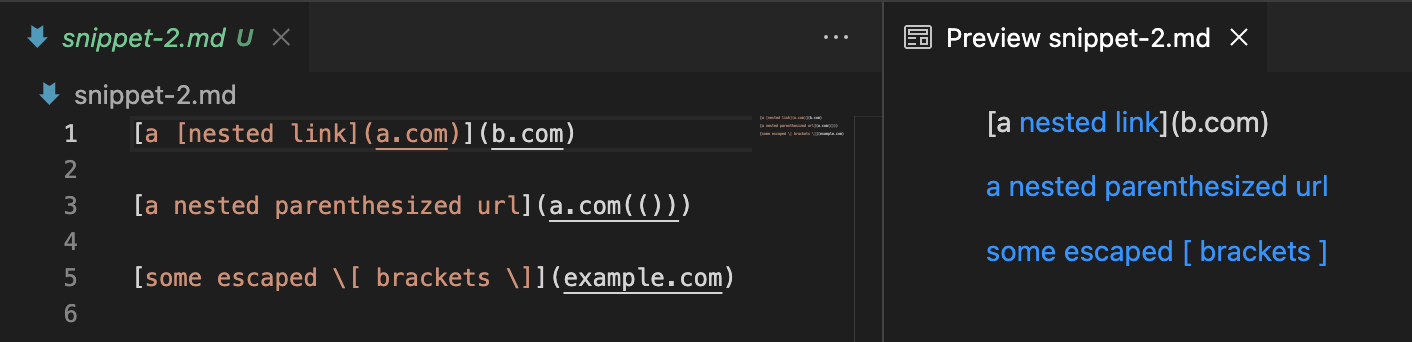 snippet-2.md U
Preview snippet-2.md
snippet-2.md
1 [a [nested link](a.com)](b.com)
2
3 [a nested parenthesized url](a.com(()))
4
5 [some escaped \[ brackets \]](example.com)
6
[a nested link](b.com)
a nested parenthesized url
some escaped [ brackets ]